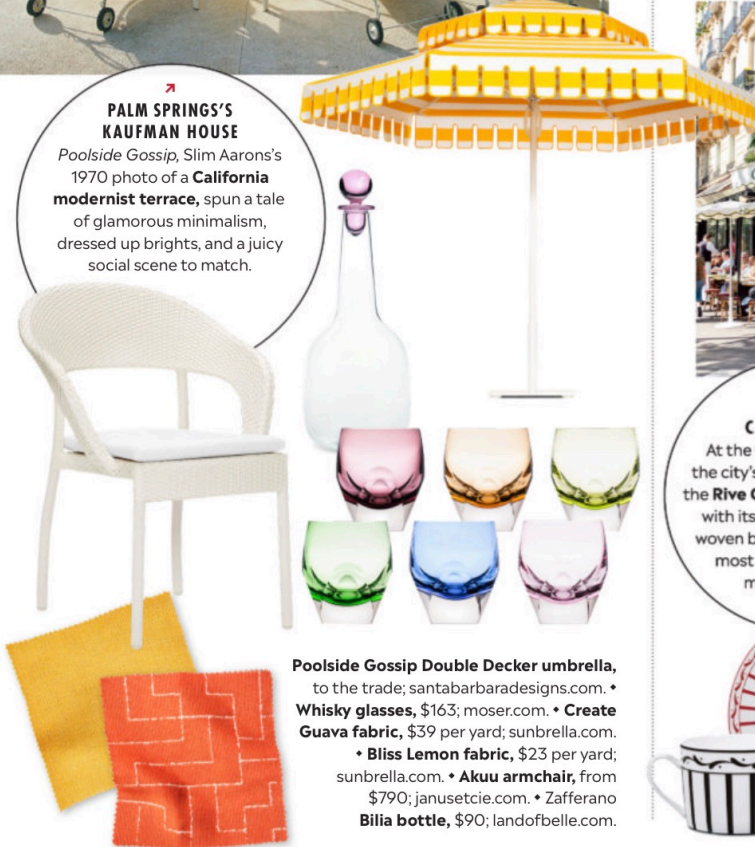 PALM SPRINGS'S
KAUFMAN HOUSE
Poolside Gossip, Slim Aarons's
1970 photo of a California
modernist terrace, spun a tale
of glamorous minimalism,
dressed up brights, and a juicy
social scene to match.
Poolside Gossip Double Decker umbrella,
to the trade; santabarbaradesigns.com. ◆
Whisky glasses, $163; moser.com. ◆ Create
Guava fabric, $39 per yard; sunbrella.com.
◆ Bliss Lemon fabric, $23 per yard;
sunbrella.com. ◆ Akuu armchair, from
$790; janusetcie.com. ◆ Zafferano
Bilia bottle, $90; landofbelle.com.
C
At the
the city's
the Rive
with its
woven b
most
m